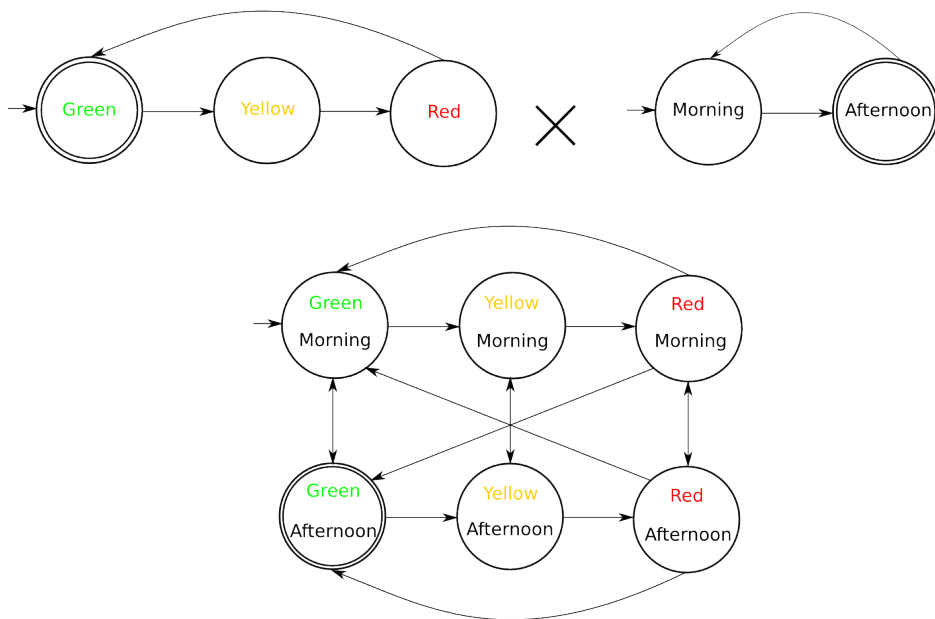 Green
Yellow
Red
Morning
Afternoon
Green
Morning
Yellow
Morning
Red
Morning
Green
Afternoon
Yellow
Afternoon
Red
Afternoon